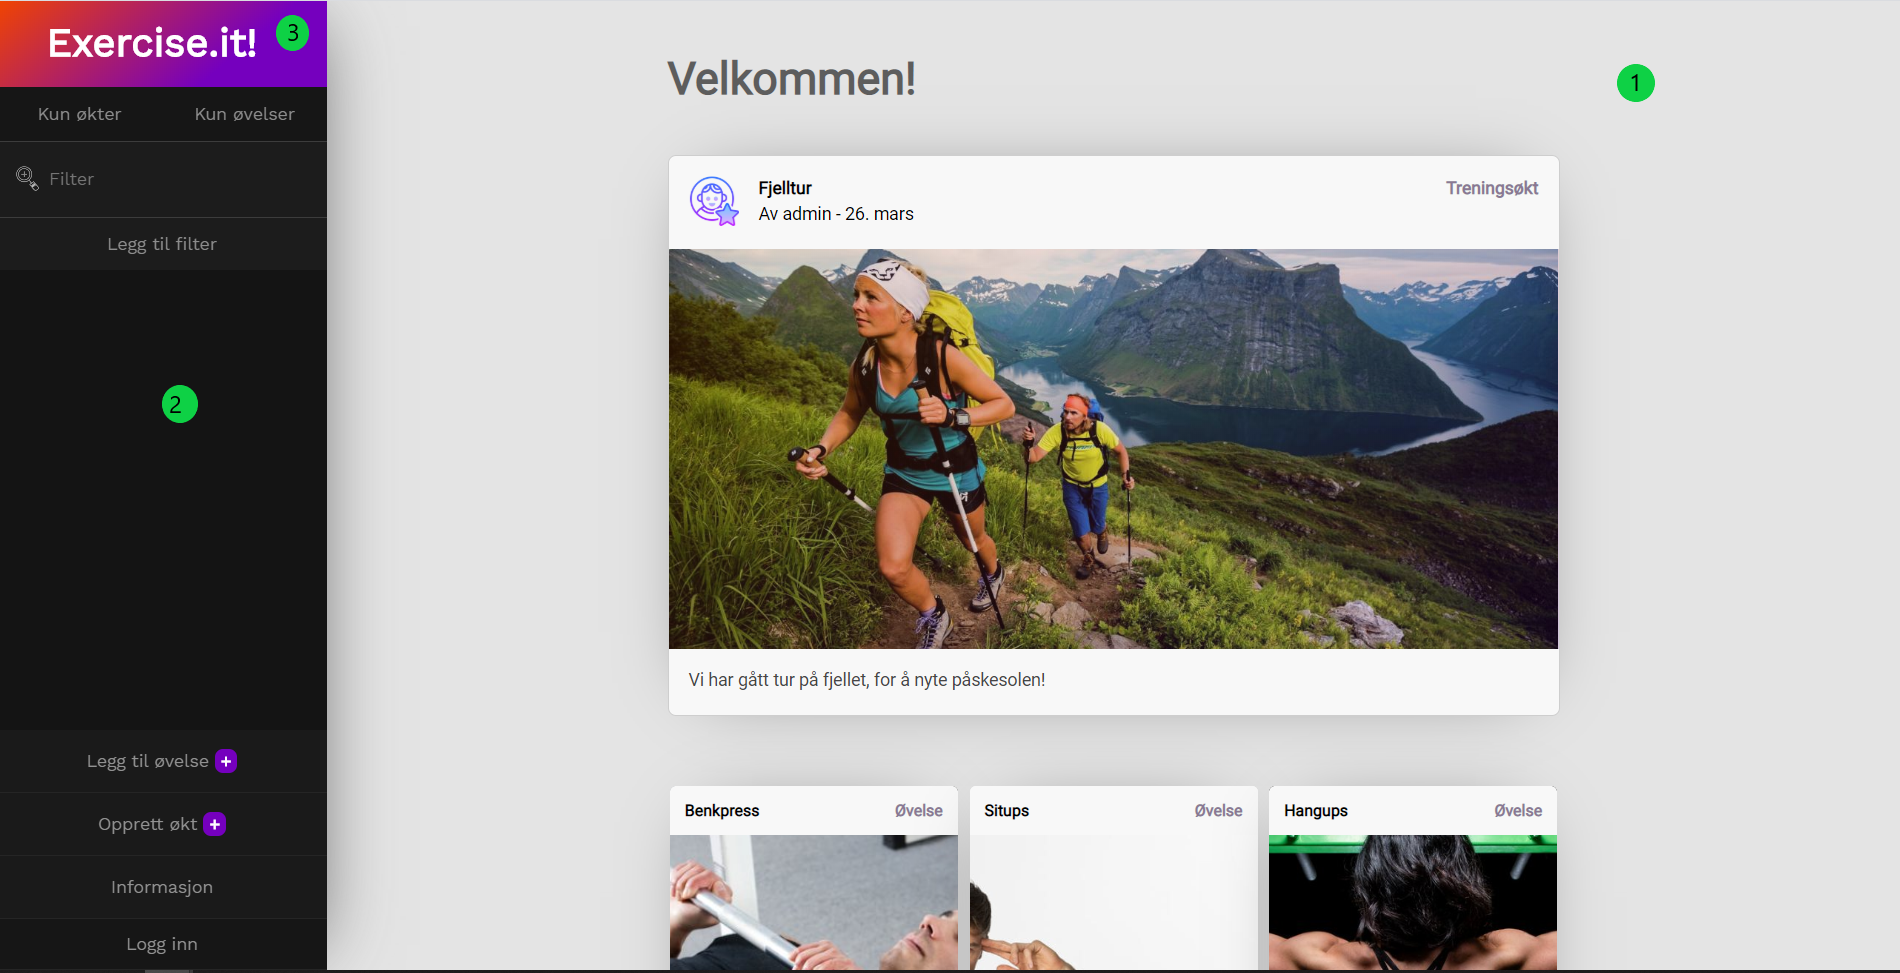 Exercise.it!
3
Kun økter
Kun øvelser
Filter
Legg til filter
2
Legg til øvelse +
Opprett økt +
Informasjon
Logg inn
Velkommen!
1
Fjelltur
Treningsøkt
Av admin - 26. mars
Vi har gått tur på fjellet, for å nyte påskesolen!
Benkpress
Øvelse
Situps
Øvelse
Hangups
Øvelse